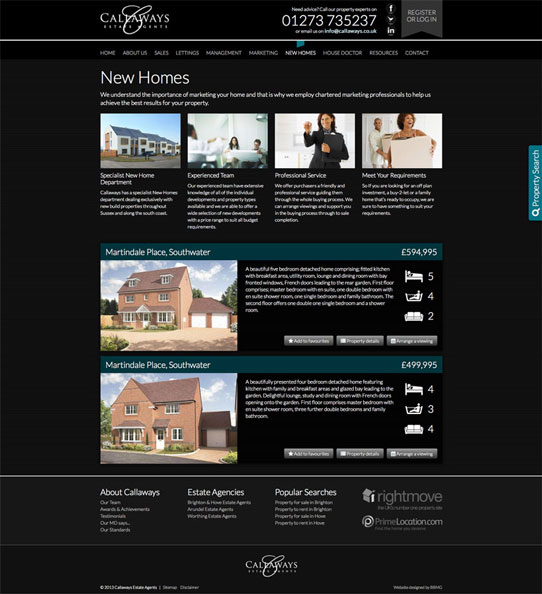 CALLAWAYS
ESTATE AGENTS
Need advice? Call our property experts on
01273 735237
or email us on info@callaways.co.uk
REGISTER
OR LOG IN
HOME ABOUT US SALES LETTINGS MANAGEMENT MARKETING NEW HOMES HOUSE DOCTOR RESOURCES CONTACT
New Homes
We understand the importance of marketing your home and that is why we employ chartered marketing professionals to help us
achieve the best results for your property.
Property Search
Specialist New Home
Department
Callaways has a specialist New Homes
department dealing exclusively with
new build properties throughout
Sussex and along the south coast.
Experienced Team
Our experienced team have extensive
knowledge of all of the individual
developments and property types
available and we are able to offer a
wide selection of new developments
with a price range to suit all budget
requirements.
Professional Service
We offer purchasers a friendly and
professional service guiding them
through the whole buying process. We
can arrange viewings and support you
in the buying process through to sale
completion.
Meet Your Requirements
So if you are looking for an off plan
investment, a buy-2-let or a family
home that's ready to occupy, we are
sure to have something to suit your
requirements.
Martindale Place, Southwater £594,995
A beautiful five bedroom detached home comprising; fitted kitchen
with breakfast area, utility room, lounge and dining room with bay
fronted windows, French doors leading to the rear garden. First floor
comprises; master bedroom with en suite, one double bedroom with
en suite shower room, one single bedroom and family bathroom. The
second floor offers one double one single bedroom and a shower
room.
5
4
2
Add to favourites Property details Arrange a viewing
Martindale Place, Southwater £499,995
A beautifully presented four bedroom detached home featuring
kitchen with family and breakfast areas and glazed bay leading to the
garden. Delightful lounge, study and dining room with French doors
opening onto the garden. First floor comprises master bedroom with
en suite shower room, three further double bedrooms and family
bathroom.
4
3
4
Add to favourites Property details Arrange a viewing
About Callaways
Our Team
Awards & Achievements
Testimonials
Our MD says...
Our Standards
Estate Agencies
Brighton & Hove Estate Agents
Arundel Estate Agents
Worthing Estate Agents
Popular Searches
Property for sale in Brighton
Property to rent in Brighton
Property for sale in Hove
Property to rent in Hove
rightmove
the UK's number one property site
PrimeLocation.com
Find the home you deserve
CALLAWAYS
ESTATE AGENTS
© 2013 Callaways Estate Agents | Sitemap Disclaimer
Website designed by BBMG